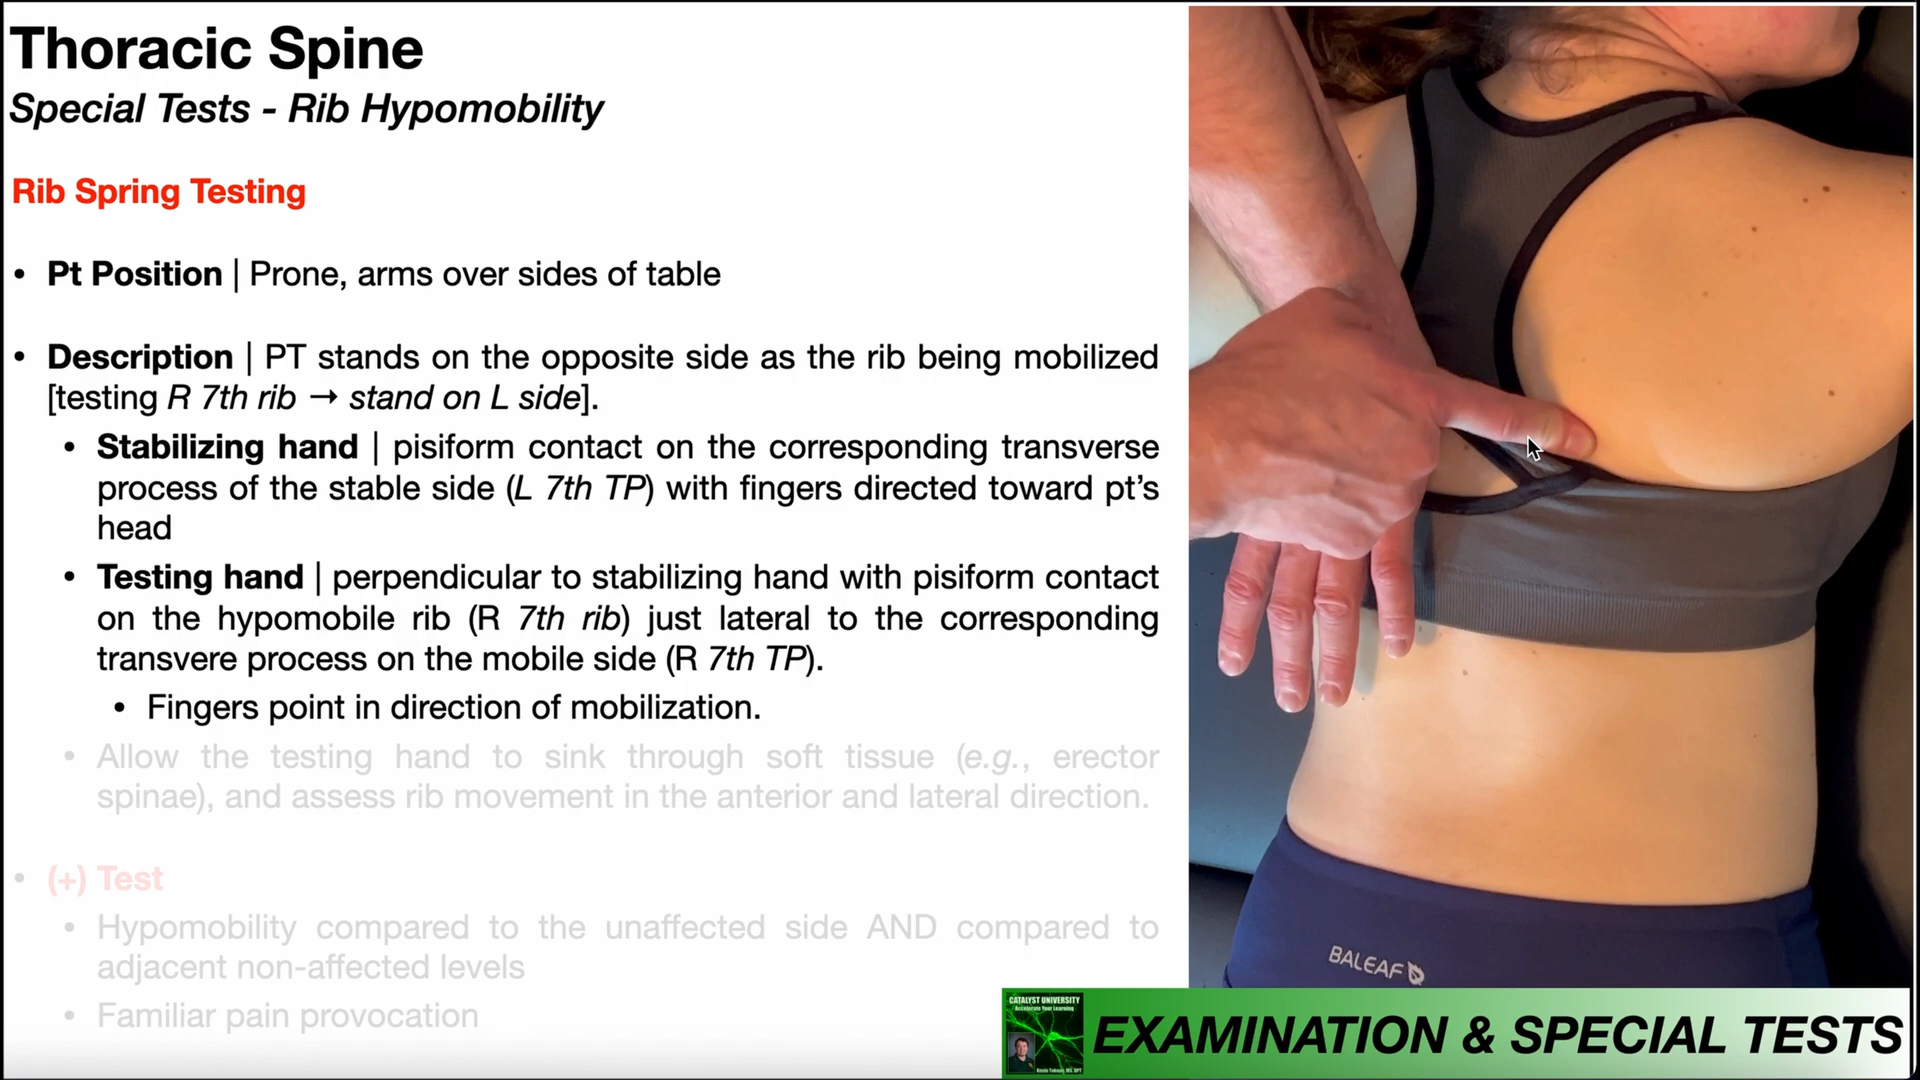 Thoracic Spine
Special Tests - Rib Hypomobility
Rib Spring Testing
• Pt Position | Prone, arms over sides of table
• Description | PT stands on the opposite side as the rib being mobilized
[testing R 7th rib → stand on L side].
• Stabilizing hand | pisiform contact on the corresponding transverse
process of the stable side (L 7th TP) with fingers directed toward pt's
head
• Testing hand | perpendicular to stabilizing hand with pisiform contact
on the hypomobile rib (R 7th rib) just lateral to the corresponding
transvere process on the mobile side (R 7th TP).
• Fingers point in direction of mobilization.
• Allow the testing hand to sink through soft tissue (e.g., erector
spinae), and assess rib movement in the anterior and lateral direction.
• (+) Test
• Hypomobility compared to the unaffected side AND compared to
adjacent non-affected levels
• Familiar pain provocation
BALEAF
CATALYST UNIVERSITY
Accelerate Your Learning
EXAMINATION & SPECIAL TESTS